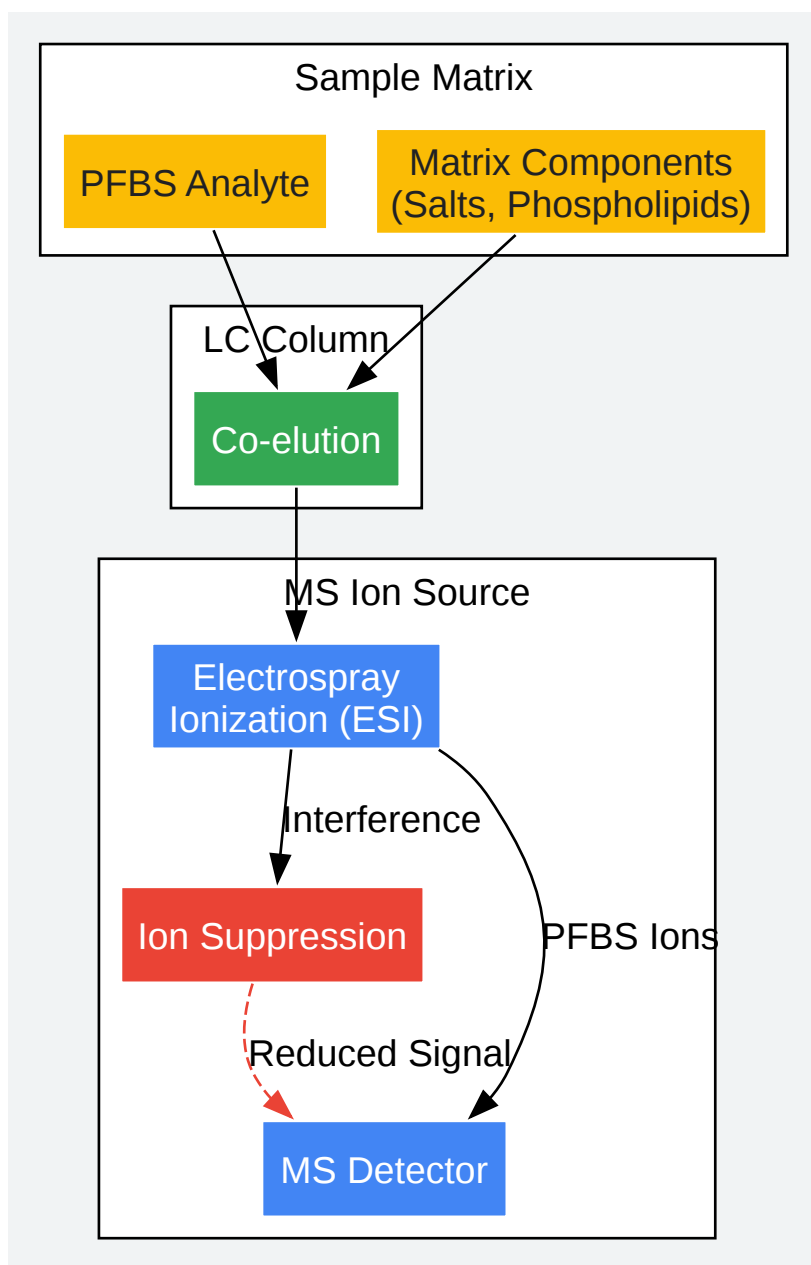 Sample Matrix
PFBS Analyte
Matrix Components
(Salts, Phospholipids)
LC Column
Co-elution
MS Ion Source
Electrospray
Ionization (ESI)
Interference
Ion Suppression
PFBS Ions
Reduced Signal
MS Detector